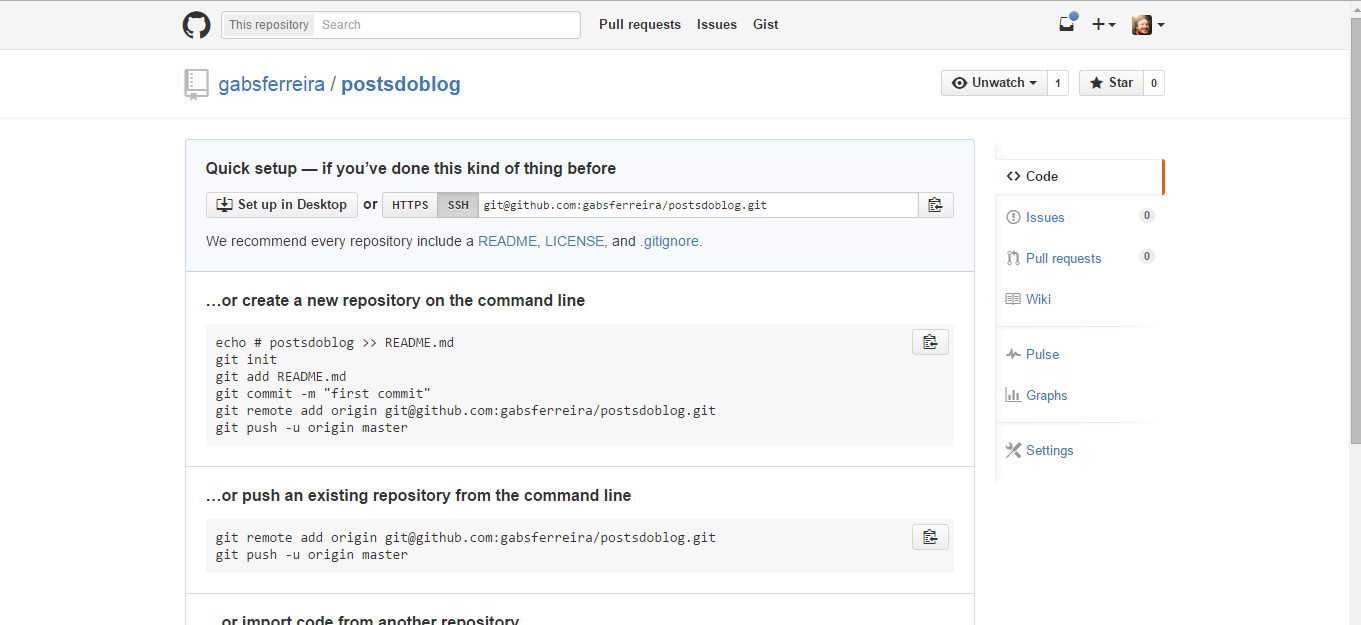 This repository Search Pull requests Issues Gist
gabsferreira / postsdoblog Unwatch 1 Star 0
Quick setup — if you’ve done this kind of thing before
Set up in Desktop or HTTPS SSH git@github.com:gabsferreira/postsdoblog.git
We recommend every repository include a README, LICENSE, and .gitignore.
…or create a new repository on the command line
echo # postsdoblog >> README.md
git init
git add README.md
git commit -m "first commit"
git remote add origin git@github.com:gabsferreira/postsdoblog.git
git push -u origin master
…or push an existing repository from the command line
git remote add origin git@github.com:gabsferreira/postsdoblog.git
git push -u origin master
…or import code from another repository
Code
Issues 0
Pull requests 0
Wiki
Pulse
Graphs
Settings